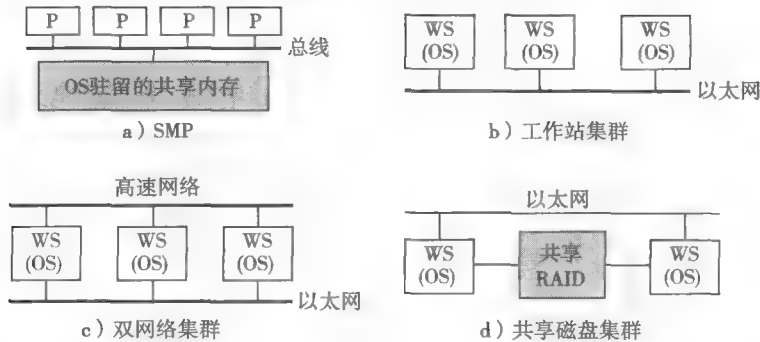 P P P P
总线
OS驻留的共享内存
a）SMP
WS WS WS
(OS) (OS) (OS)
以太网
b）工作站集群
高速网络
WS WS WS
(OS) (OS) (OS)
以太网
c）双网络集群
以太网
WS 共享 WS
(OS) RAID (OS)
d）共享磁盘集群